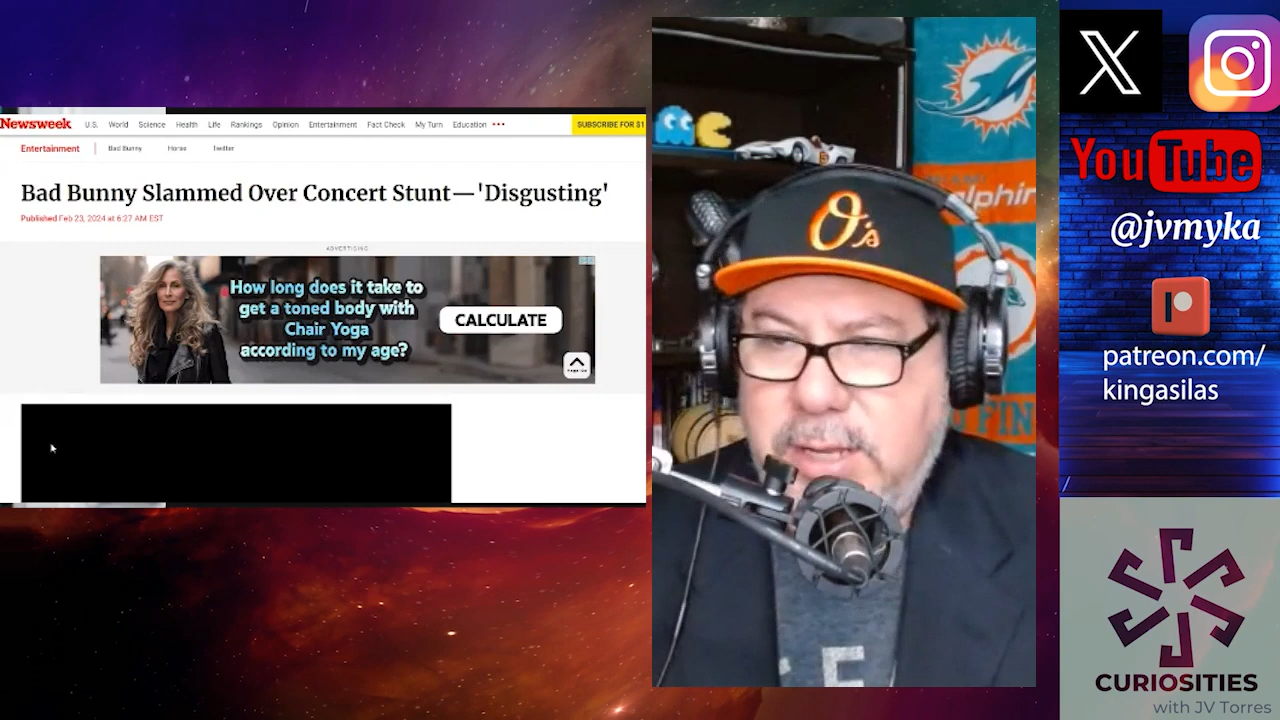 Newsweek U.S. World Science Health Life Rankings Opinion Entertainment Fact Check My Turn Education ••• SUBSCRIBE FOR $1
Entertainment | Bad Bunny Horse Twitter
Bad Bunny Slammed Over Concert Stunt—'Disgusting'
Published Feb 23, 2024 at 6:27 AM EST
ADVERTISING
How long does it take to
get a toned body with
Chair Yoga
according to my age?
CALCULATE
O's
FIN
E
X
YouTube
@jvmyka
patreon.com/
kingasilas
CURIOSITIES
with JV Torres